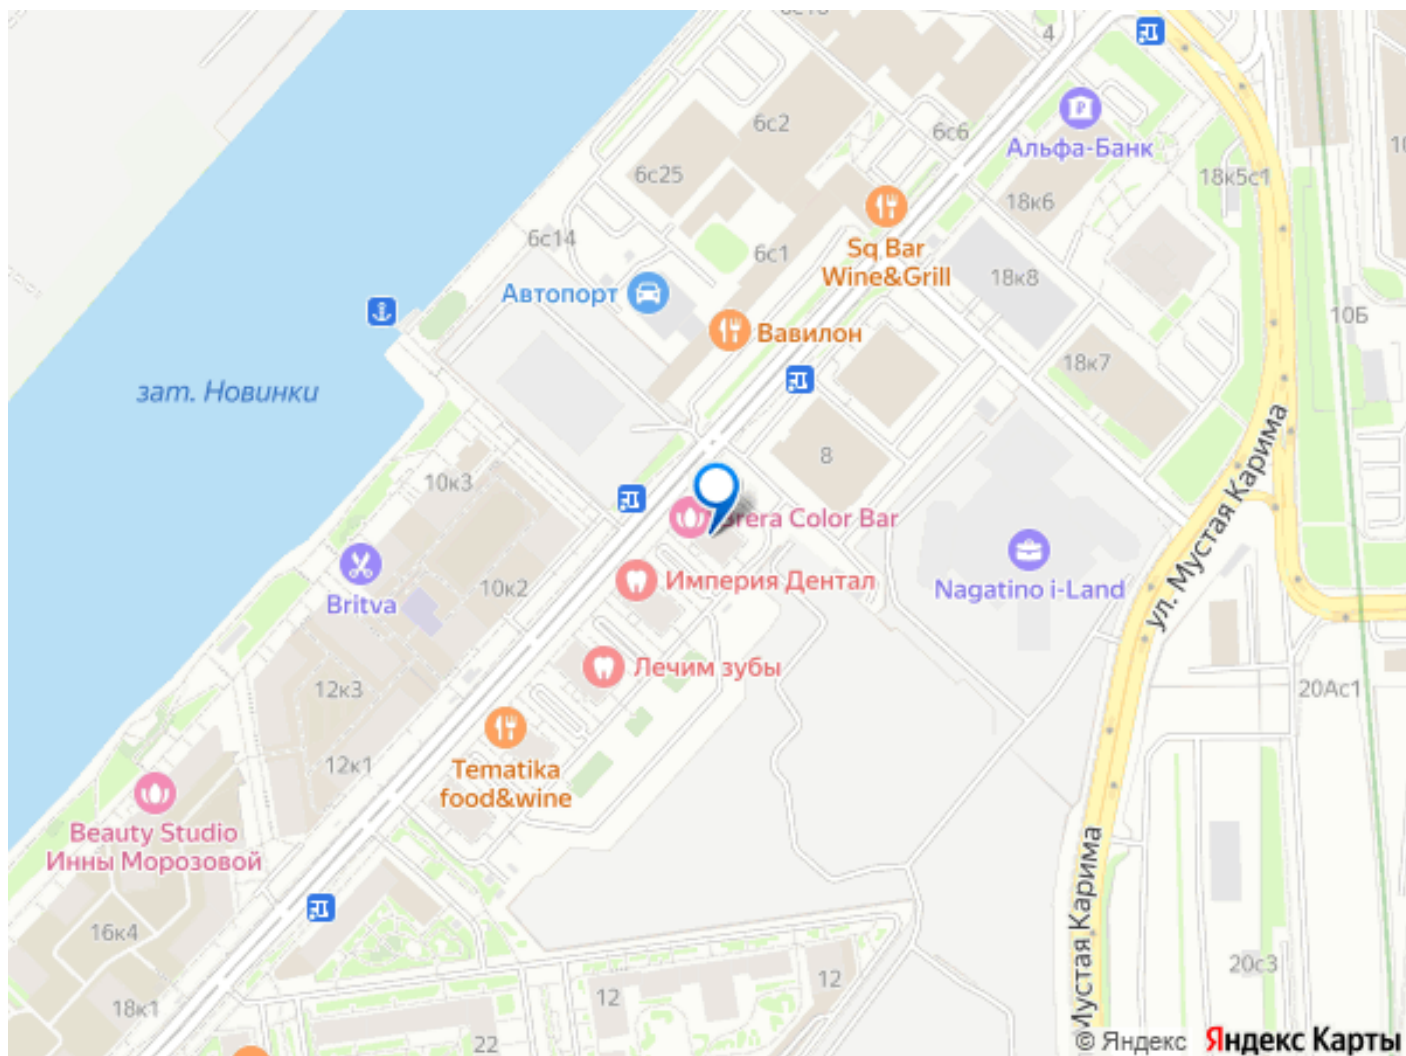 4
6с2
6с6
Альфа-Банк
6с25
18к5с1
18к6
6с14
6с1
Sq Bar
Wine&Grill
18к8
Автопорт
Вавилон
10Б
зат. Новинки
18к7
8
10к3
Brera Color Bar
ул. Мустая Карима
Britva
10к2
Империя Дентал
Nagatino i-Land
12к3
Лечим зубы
20Ас1
12к1
Tematika
food&wine
Beauty Studio
Инны Морозовой
Мустая Карима
16к4
20с3
12
12
18к1
22
© Яндекс
Яндекс Карты